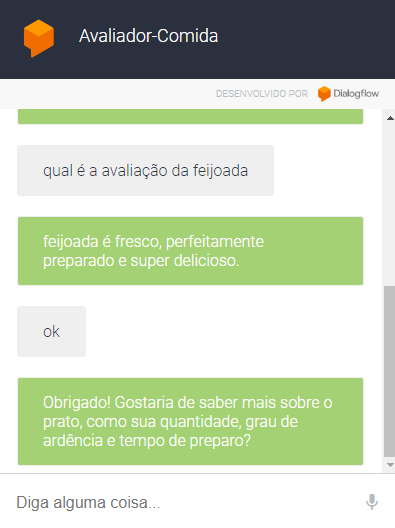 Avaliador-Comida
DESENVOLVIDO POR Dialogflow
qual é a avaliação da feijoada
feijoada é fresco, perfeitamente
preparado e super delicioso.
ok
Obrigado! Gostaria de saber mais sobre o
prato, como sua quantidade, grau de
ardência e tempo de preparo?
Diga alguma coisa...